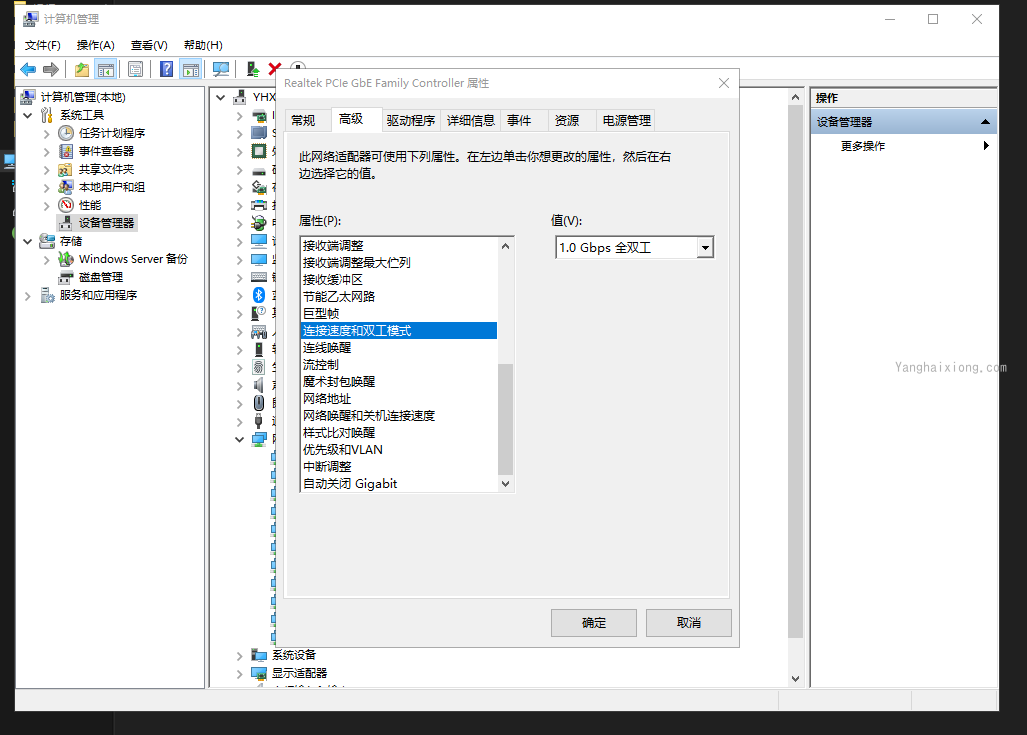 计算机管理
文件(F) 操作(A) 查看(V) 帮助(H)
计算机管理(本地)
系统工具
任务计划程序
事件查看器
共享文件夹
本地用户和组
性能
设备管理器
存储
Windows Server 备份
磁盘管理
服务和应用程序
YHX
系统设备
显示适配器
Realtek PCIe GbE Family Controller 属性
常规 高级 驱动程序 详细信息 事件 资源 电源管理
此网络适配器可使用下列属性。在左边单击你想更改的属性，然后在右
边选择它的值。
属性(P):
接收端调整
接收端调整最大伫列
接收缓冲区
节能乙太网路
巨型帧
连接速度和双工模式
连线唤醒
流控制
魔术封包唤醒
网络地址
网络唤醒和关机连接速度
样式比对唤醒
优先级和VLAN
中断调整
自动关闭 Gigabit
值(V):
1.0 Gbps 全双工
确定 取消
操作
设备管理器
更多操作
Yanghaixiong.com